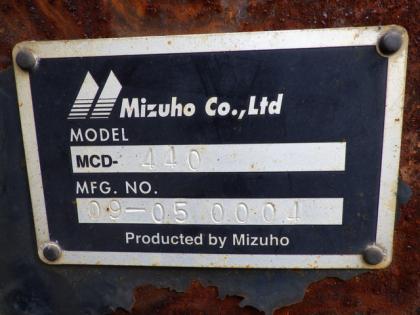 Mizuho Co.,Ltd
MODEL
MCD- 440
MFG. NO.
09-05 0004
Producted by Mizuho